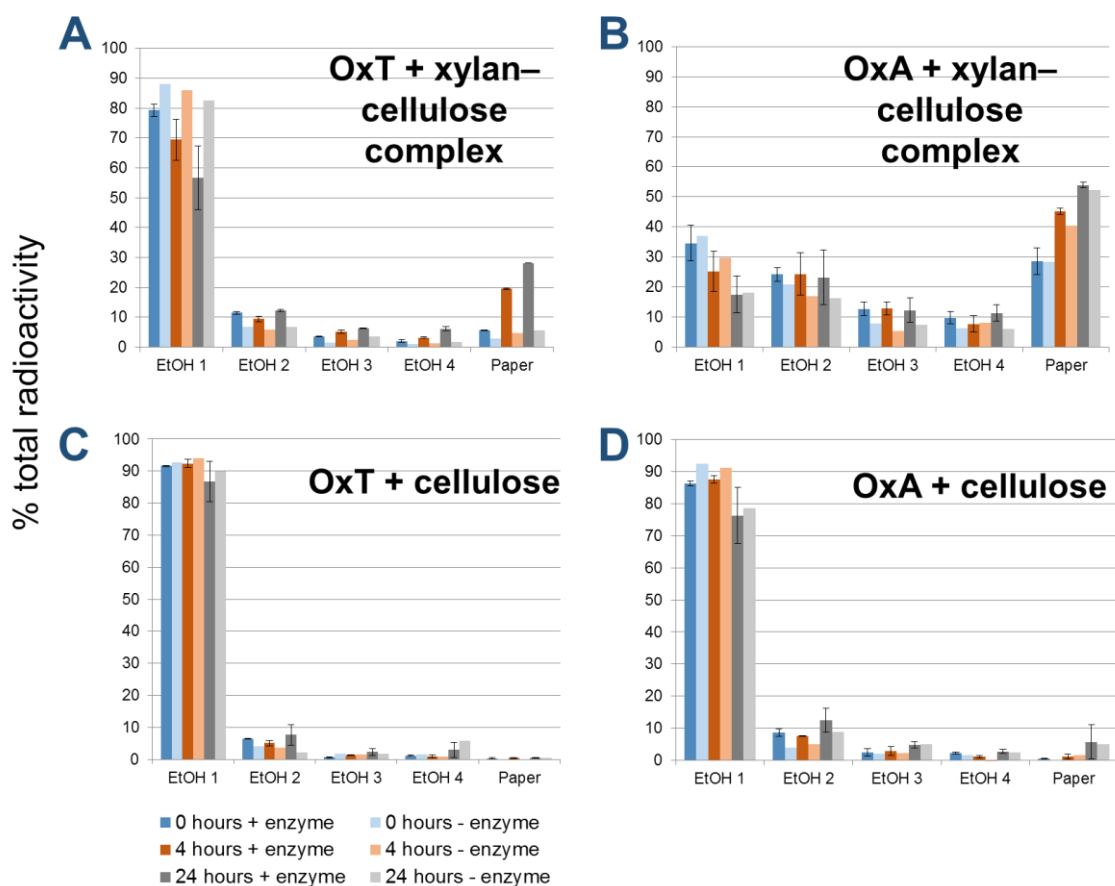 A
OxT + xylan–
cellulose
complex
100
90
80
70
60
50
40
30
20
10
0
EtOH 1 EtOH 2 EtOH 3 EtOH 4 Paper
B
OxA + xylan–
cellulose
complex
100
90
80
70
60
50
40
30
20
10
0
EtOH 1 EtOH 2 EtOH 3 EtOH 4 Paper
% total radioactivity
C
OxT + cellulose
100
90
80
70
60
50
40
30
20
10
0
EtOH 1 EtOH 2 EtOH 3 EtOH 4 Paper
D
OxA + cellulose
100
90
80
70
60
50
40
30
20
10
0
EtOH 1 EtOH 2 EtOH 3 EtOH 4 Paper
0 hours + enzyme 0 hours - enzyme
4 hours + enzyme 4 hours - enzyme
24 hours + enzyme 24 hours - enzyme